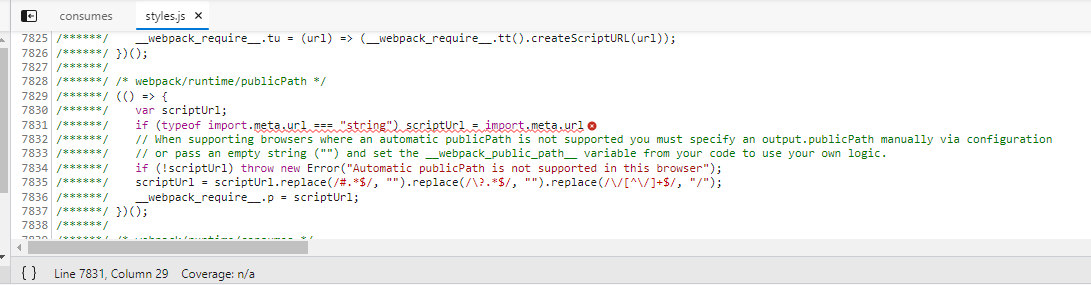 consumes
styles.js ×
7825 /******/ __webpack_require__.tu = (url) => (__webpack_require__.tt().createScriptURL(url));
7826 /******/ })();
7827 /******/
7828 /******/ /* webpack/runtime/publicPath */
7829 /******/ (() => {
7830 /******/ var scriptUrl;
7831 /******/ if (typeof import.meta.url === "string") scriptUrl = import.meta.url
7832 /******/ // When supporting browsers where an automatic publicPath is not supported you must specify an output.publicPath manually via configuration
7833 /******/ // or pass an empty string ("") and set the __webpack_public_path__ variable from your code to use your own logic.
7834 /******/ if (!scriptUrl) throw new Error("Automatic publicPath is not supported in this browser");
7835 /******/ scriptUrl = scriptUrl.replace(/#.*$/, "").replace(/\?.*$/, "").replace(/\/[^\/]+$/, "/");
7836 /******/ __webpack_require__.p = scriptUrl;
7837 /******/ })();
7838 /******/
7839 /******/ /* webpack/runtime/consumes */
{ } Line 7831, Column 29 Coverage: n/a